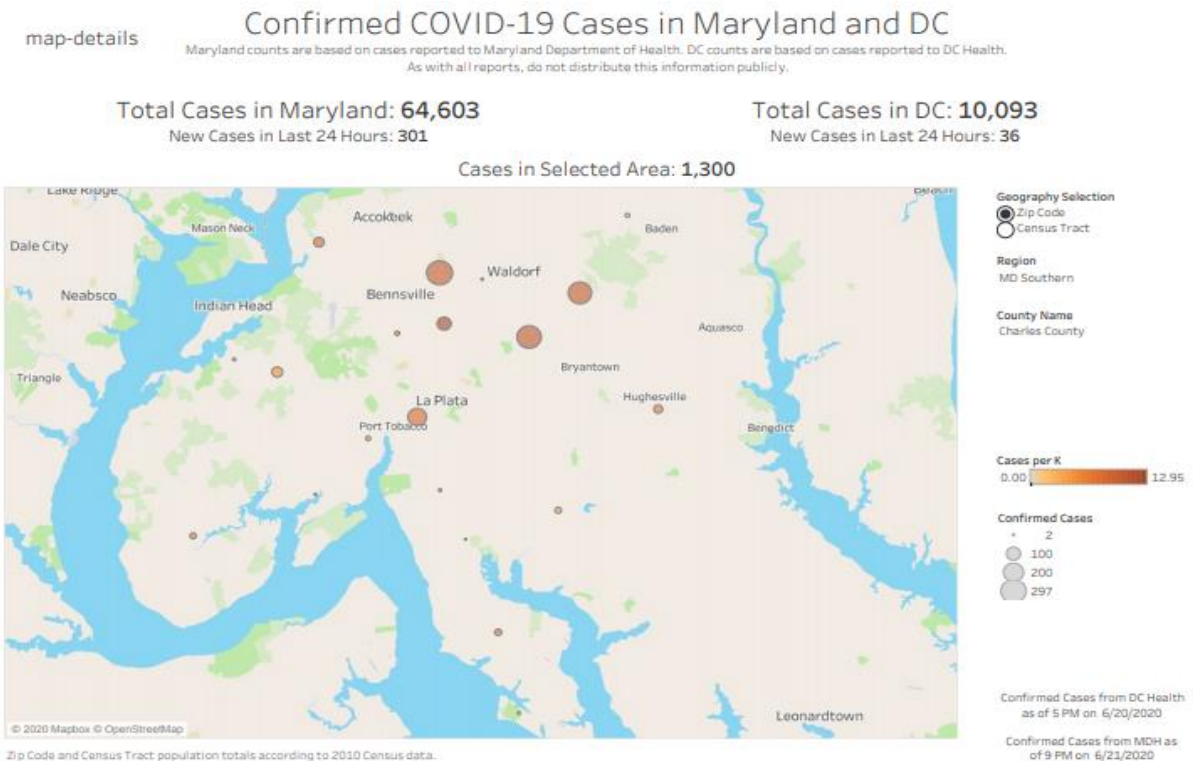 map-details
Confirmed COVID-19 Cases in Maryland and DC
Maryland counts are based on cases reported to Maryland Department of Health. DC counts are based on cases reported to DC Health.
As with all reports, do not distribute this information publicly.
Total Cases in Maryland: 64,603
New Cases in Last 24 Hours: 301
Total Cases in DC: 10,093
New Cases in Last 24 Hours: 36
Cases in Selected Area: 1,300
Lake Ridge
Beach
Accokeek
Mason Neck
Baden
Dale City
Waldorf
Neabsco
Bennsville
Indian Head
Aquasco
Triangle
Bryantown
La Plata
Hughesville
Port Tobacco
Benedict
Leonardtown
© 2020 Mapbox © OpenStreetMap
Geography Selection
Zip Code
Census Tract
Region
MD Southern
County Name
Charles County
Cases per K
0.00 12.95
Confirmed Cases
2
100
200
297
Confirmed Cases from DC Health
as of 5 PM on 6/20/2020
Confirmed Cases from MDH as
of 9 PM on 6/21/2020
Zip Code and Census Tract population totals according to 2010 Census data.